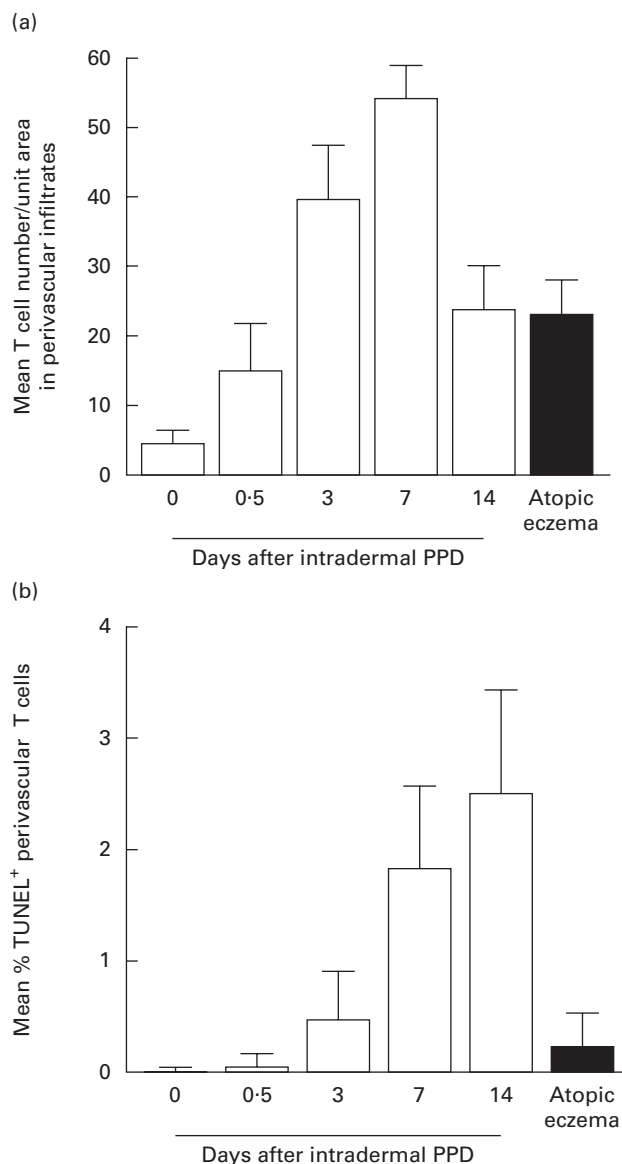 (a)
Mean T cell number/unit area
in perivascular infiltrates
60
50
40
30
20
10
0
0 0·5 3 7 14 Atopic
eczema
Days after intradermal PPD
(b)
Mean % TUNEL⁺ perivascular T cells
4
3
2
1
0
0 0·5 3 7 14 Atopic
eczema
Days after intradermal PPD